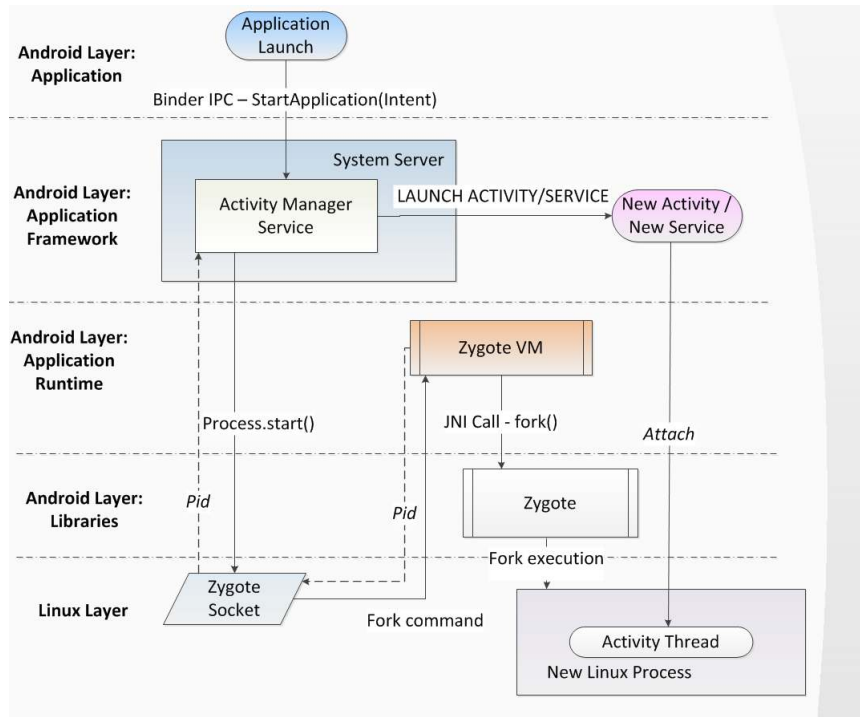 Application
Launch
Android Layer:
Application
Binder IPC – StartApplication(Intent)
System Server
Android Layer:
Application
Framework
Activity Manager
Service
LAUNCH ACTIVITY/SERVICE
New Activity /
New Service
Android Layer:
Application
Runtime
Zygote VM
Process.start()
JNI Call - fork()
Attach
Android Layer:
Libraries
Pid
Pid
Zygote
Fork execution
Linux Layer
Zygote
Socket
Fork command
Activity Thread
New Linux Process